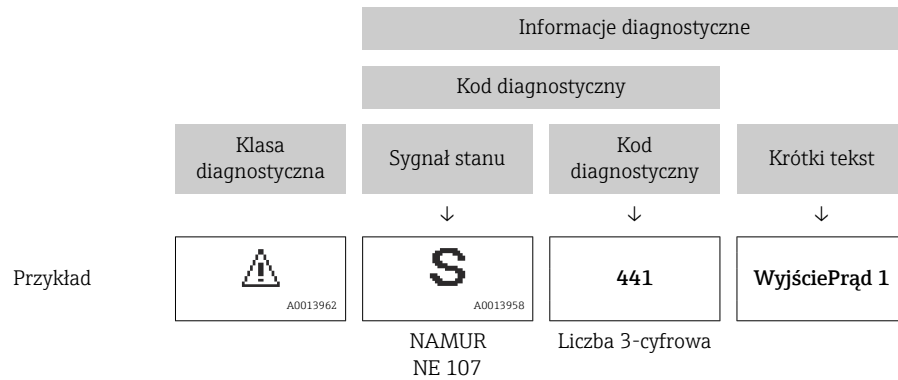 Informacje diagnostyczne
Kod diagnostyczny
Klasa
diagnostyczna
Sygnał stanu
Kod
diagnostyczny
Krótki tekst
↓ ↓ ↓
Przykład
A0013962
S
A0013958
441
WyjściePrąd 1
NAMUR
NE 107
Liczba 3-cyfrowa